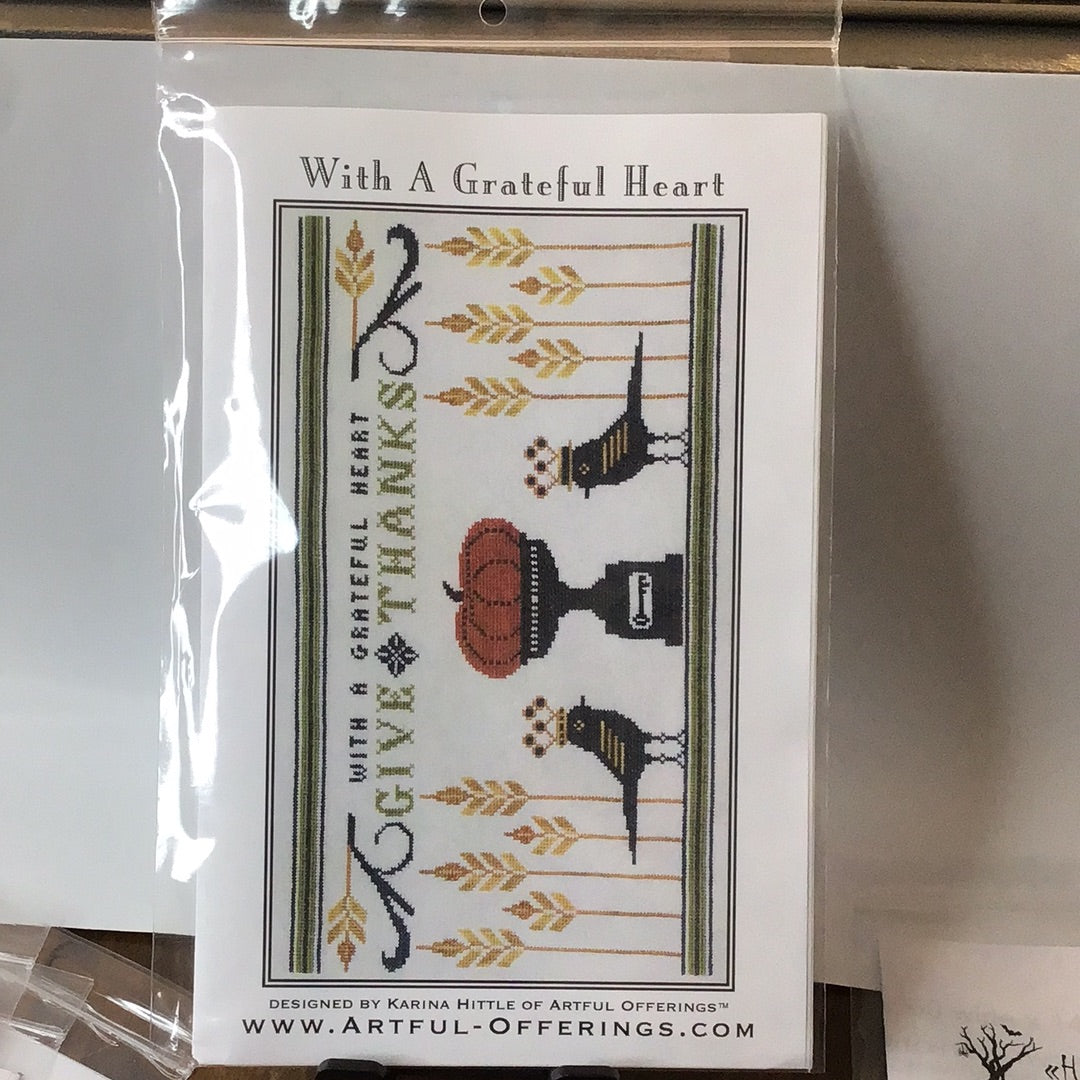 With A Grateful Heart
WITH A GRATEFUL HEART
GIVE THANKS
DESIGNED BY KARINA HITTLE OF ARTFUL OFFERINGS™
WWW.ARTFUL-OFFERINGS.COM